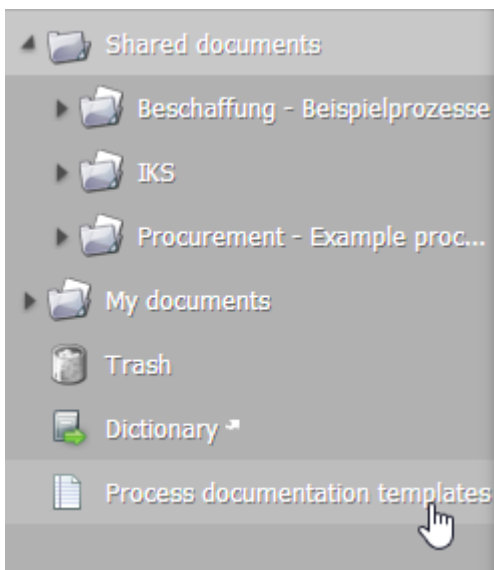 Shared documents
Beschaffung - Beispielprozesse
IKS
Procurement - Example proc...
My documents
Trash
Dictionary
Process documentation templates